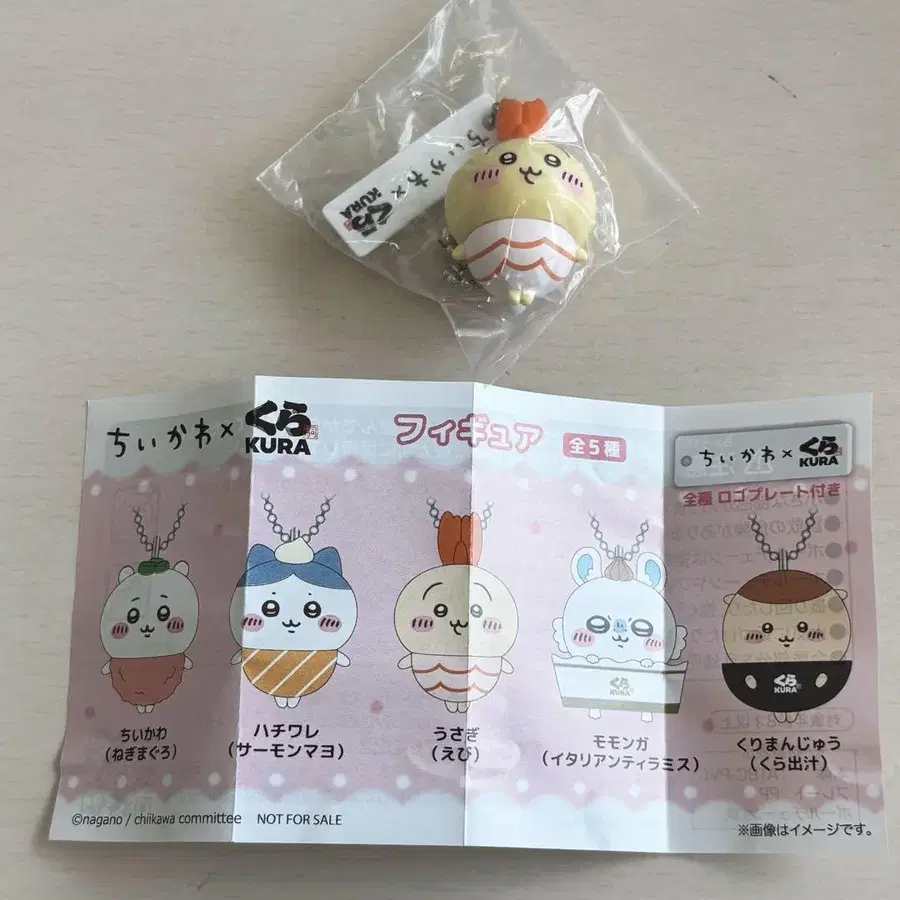 ちいかわ×
くら
KURA
ちいかわ×くら
KURA
フィギュア
全5種
ちいかわ×くら
KURA
全種 ロゴプレート付き
くら
KURA
くら
KURA
ちいかわ
(ねぎまぐろ)
ハチワレ
(サーモンマヨ)
うさぎ
(えび)
モモンガ
(イタリアンティラミス)
くりまんじゅう
(くら出汁)
©nagano / chiikawa committee NOT FOR SALE
※画像はイメージです。